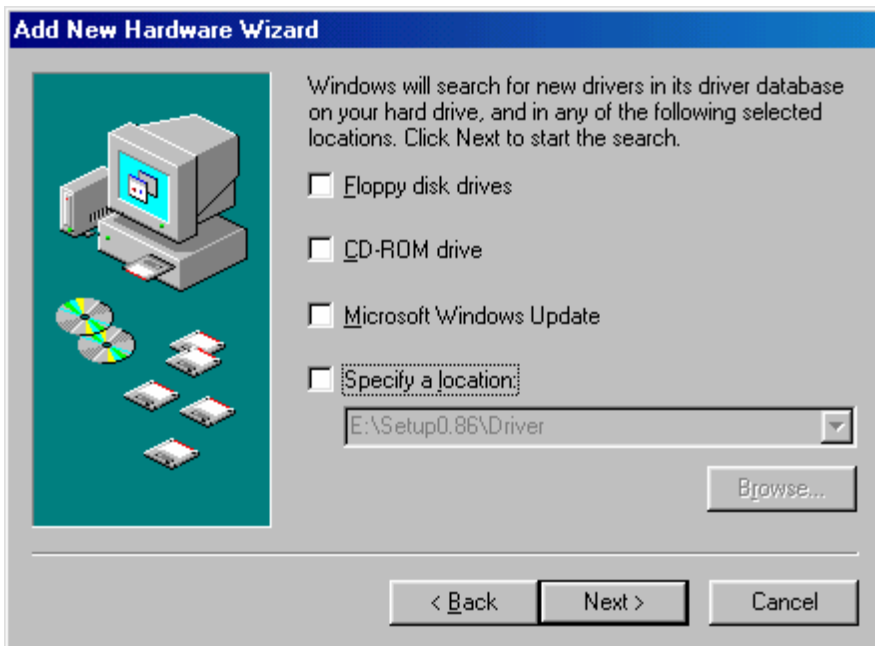 Add New Hardware Wizard
Windows will search for new drivers in its driver database
on your hard drive, and in any of the following selected
locations. Click Next to start the search.
Floppy disk drives
CD-ROM drive
Microsoft Windows Update
Specify a location:
E:\Setup0.86\Driver
Browse...
< Back
Next >
Cancel